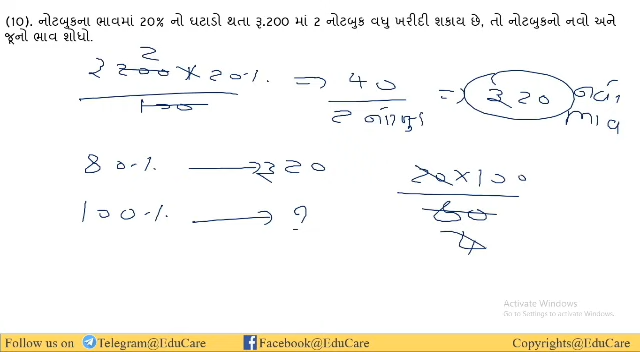 (10). નોટબુકના ભાવમાં 20% નો ઘટાડો થતા રૂ.200 માં 2 નોટબુક વધુ ખરીદી શકાય છે, તો નોટબુકનો નવો અને
જૂનો ભાવ શોધો.
2
₹ 200 × 20% ⇒ 40 ⇒ ₹20 નવો
100 2 નોટબુક ભાવ
80% → ₹20 20 × 100
100% → ? 80
4
Activate Windows
Go to Settings to activate Windows.
Follow us on Telegram@EduCare Facebook@EduCare Copyrights@EduCare